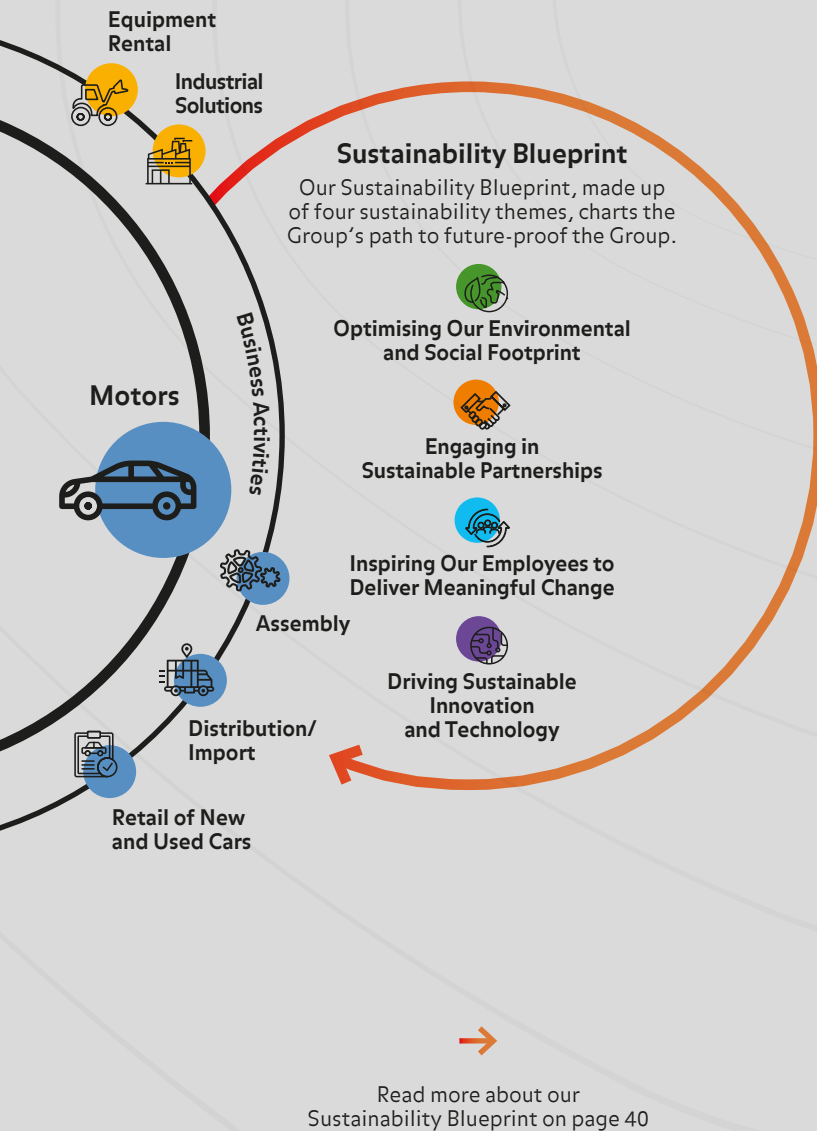 Equipment
Rental
Industrial
Solutions
Sustainability Blueprint
Our Sustainability Blueprint, made up
of four sustainability themes, charts the
Group's path to future-proof the Group.
Optimising Our Environmental
and Social Footprint
Business Activities
Motors
Engaging in
Sustainable Partnerships
Inspiring Our Employees to
Deliver Meaningful Change
Assembly
Driving Sustainable
Innovation
and Technology
Distribution/
Import
Retail of New
and Used Cars
Read more about our
Sustainability Blueprint on page 40